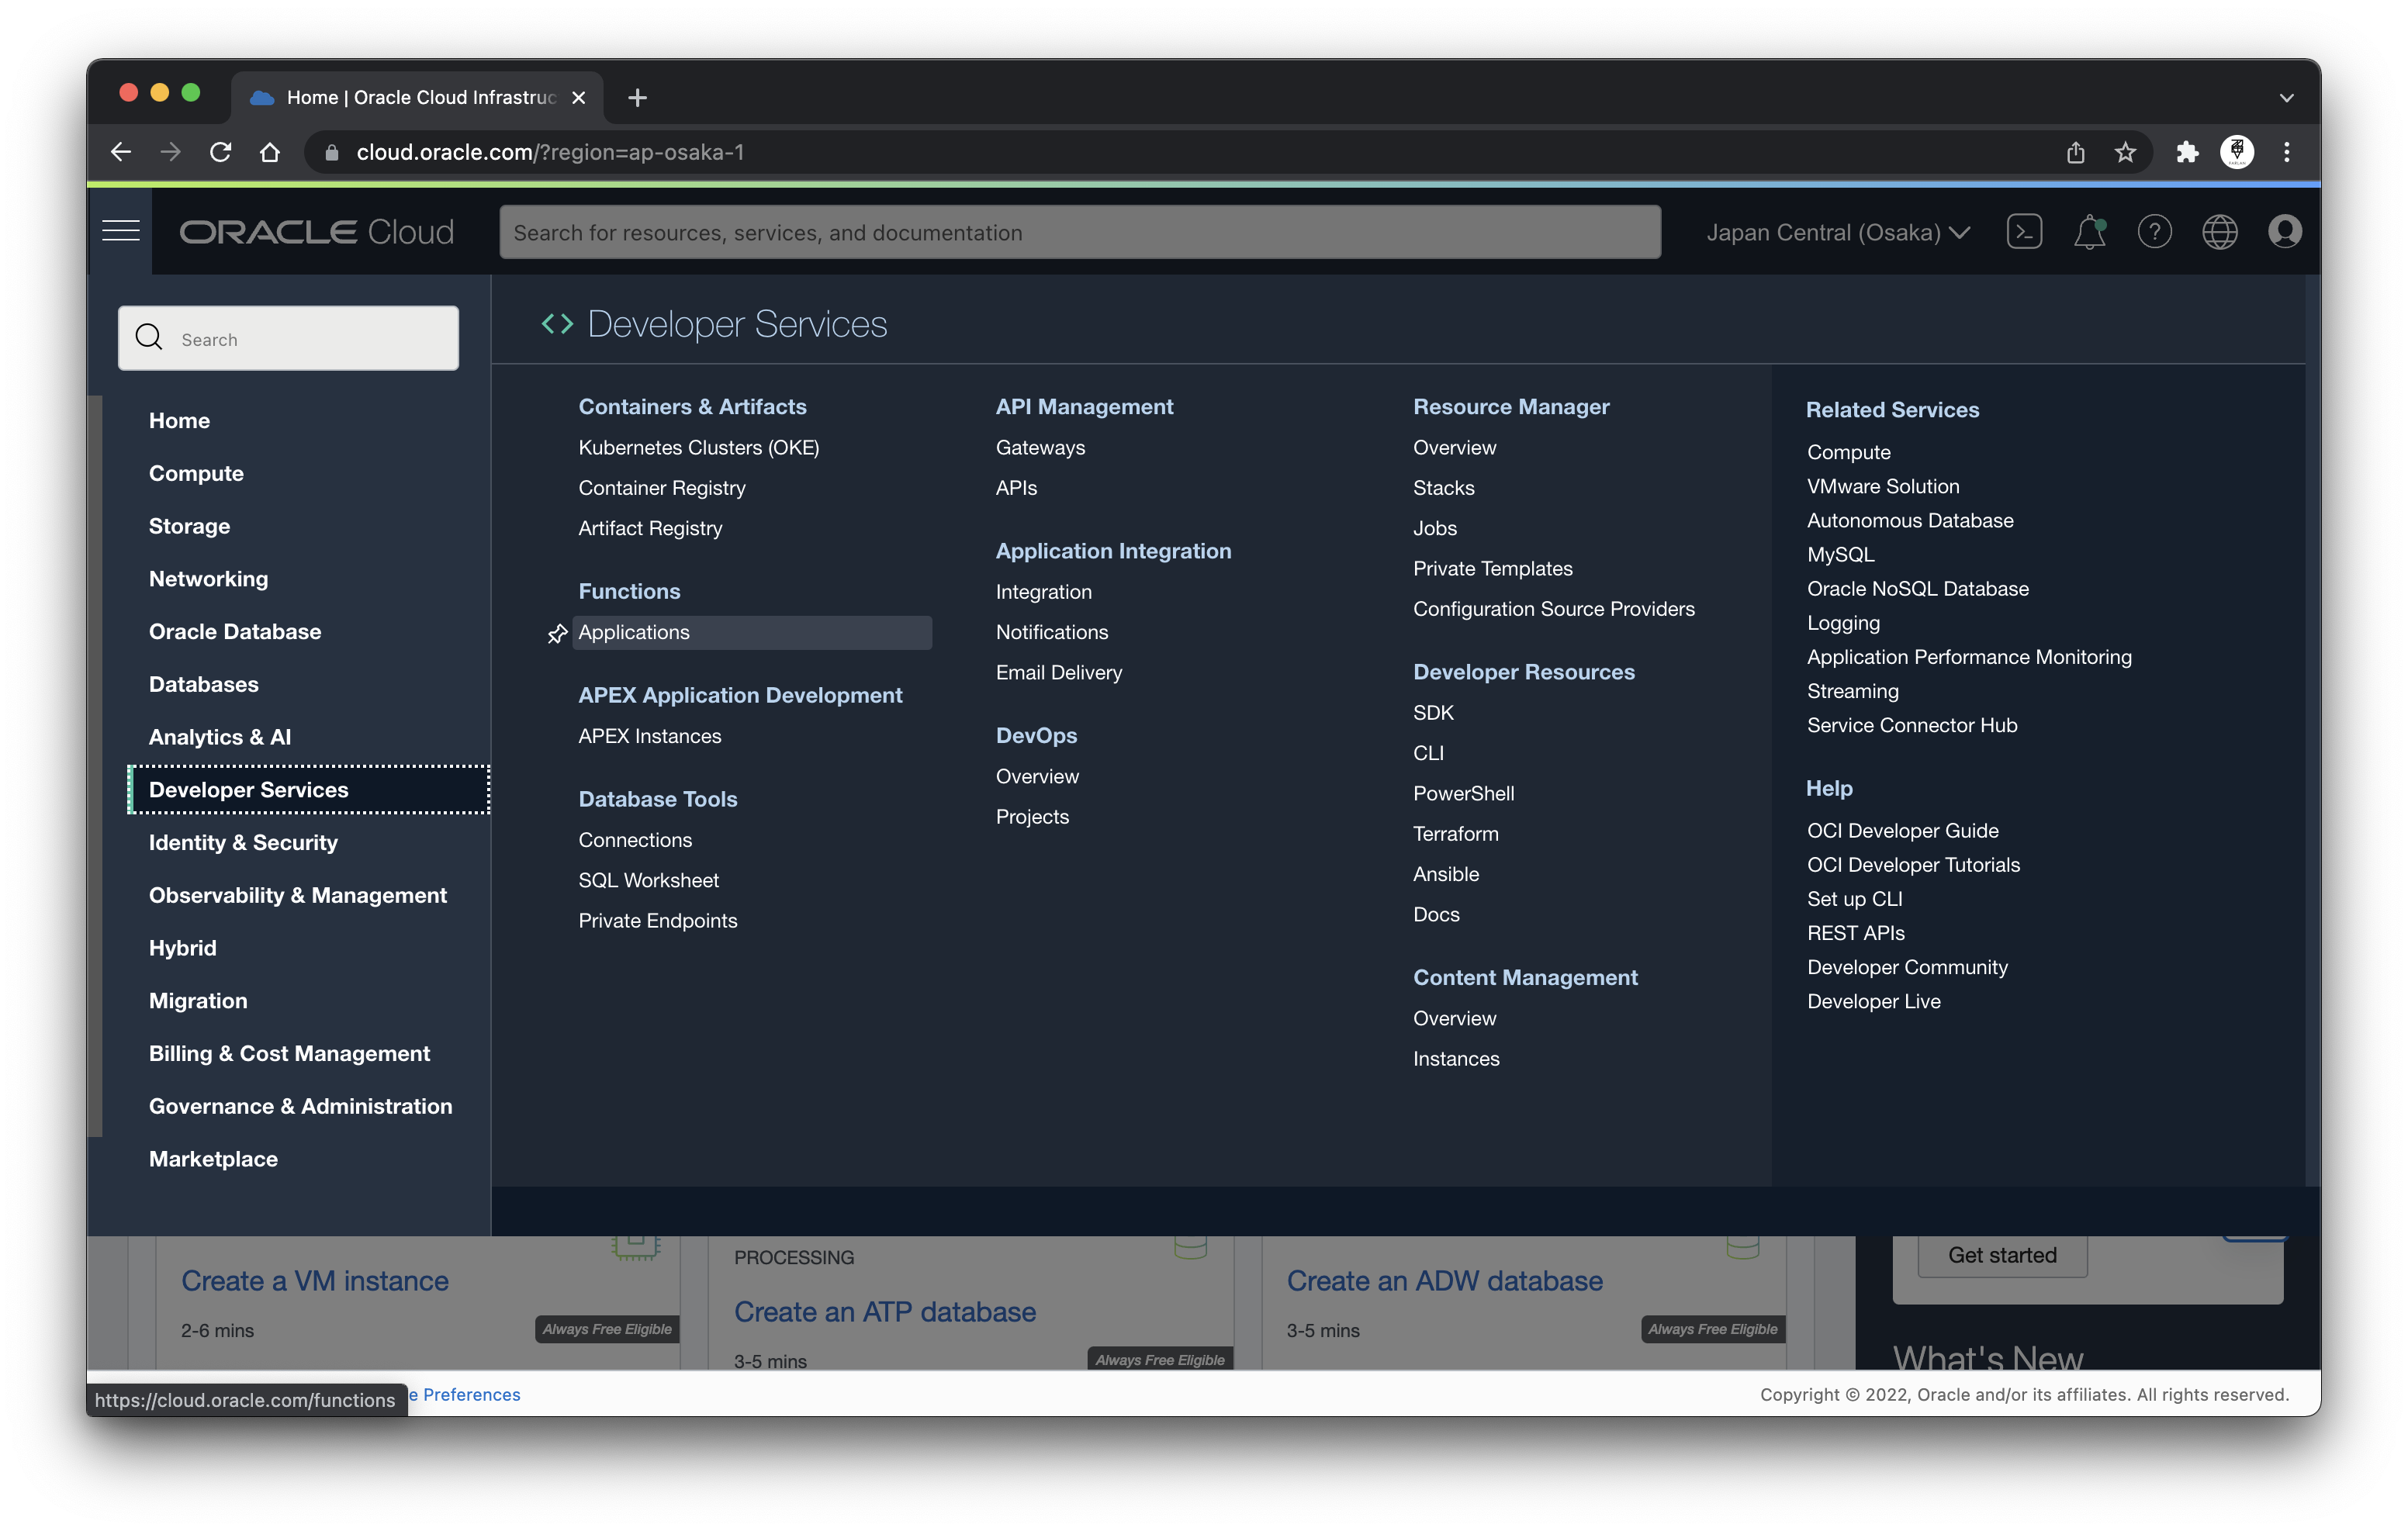 Home | Oracle Cloud Infrastruc
cloud.oracle.com/?region=ap-osaka-1
ORACLE Cloud
Search for resources, services, and documentation
Japan Central (Osaka)
Search
Home
Compute
Storage
Networking
Oracle Database
Databases
Analytics & AI
Developer Services
Identity & Security
Observability & Management
Hybrid
Migration
Billing & Cost Management
Governance & Administration
Marketplace
Developer Services
Containers & Artifacts
Kubernetes Clusters (OKE)
Container Registry
Artifact Registry
Functions
Applications
APEX Application Development
APEX Instances
Database Tools
Connections
SQL Worksheet
Private Endpoints
API Management
Gateways
APIs
Application Integration
Integration
Notifications
Email Delivery
DevOps
Overview
Projects
Resource Manager
Overview
Stacks
Jobs
Private Templates
Configuration Source Providers
Developer Resources
SDK
CLI
PowerShell
Terraform
Ansible
Docs
Content Management
Overview
Instances
Related Services
Compute
VMware Solution
Autonomous Database
MySQL
Oracle NoSQL Database
Logging
Application Performance Monitoring
Streaming
Service Connector Hub
Help
OCI Developer Guide
OCI Developer Tutorials
Set up CLI
REST APIs
Developer Community
Developer Live
Create a VM instance
2-6 mins
Always Free Eligible
PROCESSING
Create an ATP database
3-5 mins
Always Free Eligible
Create an ADW database
3-5 mins
Always Free Eligible
Get started
What's New
https://cloud.oracle.com/functions
e Preferences
Copyright © 2022, Oracle and/or its affiliates. All rights reserved.